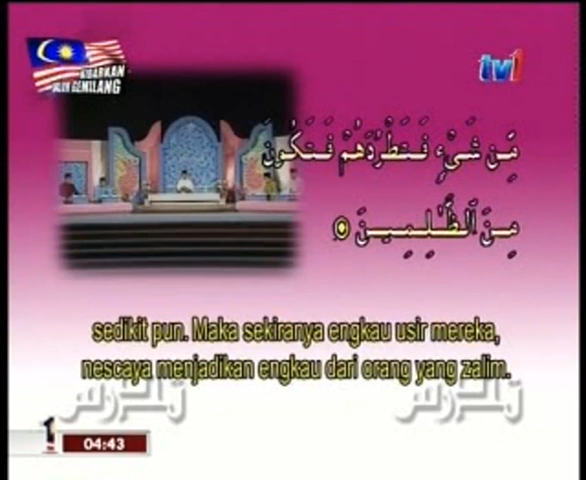 KIBARKAN
JALUR GEMILANG
tv1
مِّن شَىْءٍ فَتَطْرُدَهُمْ فَتَكُونَ
مِنَ ٱلظَّـٰلِمِينَ
sedikit pun. Maka sekiranya engkau usir mereka,
nescaya menjadikan engkau dari orang yang zalim.
1
04:43